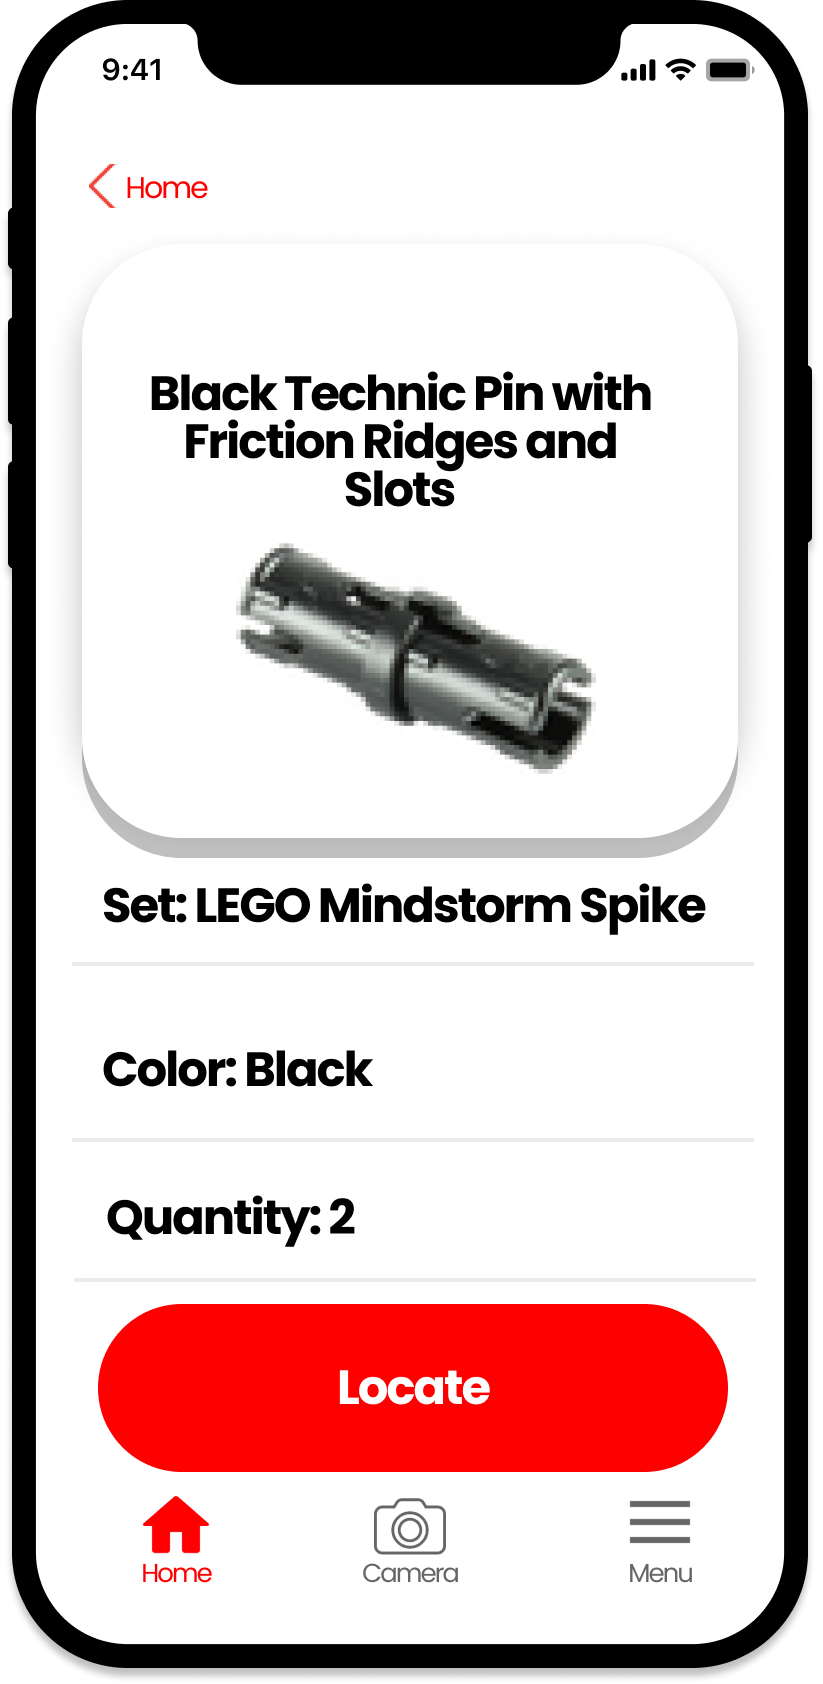 9:41
Home
Black Technic Pin with
Friction Ridges and
Slots
Set: LEGO Mindstorm Spike
Color: Black
Quantity: 2
Locate
Home
Camera
Menu